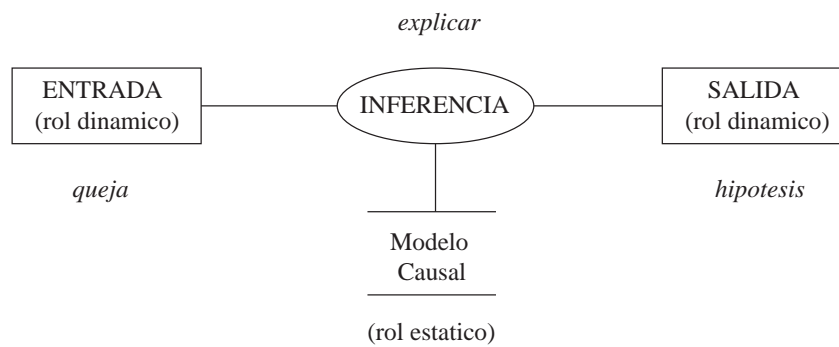 explicar
ENTRADA
(rol dinamico)
INFERENCIA
SALIDA
(rol dinamico)
queja
hipotesis
Modelo
Causal
(rol estatico)